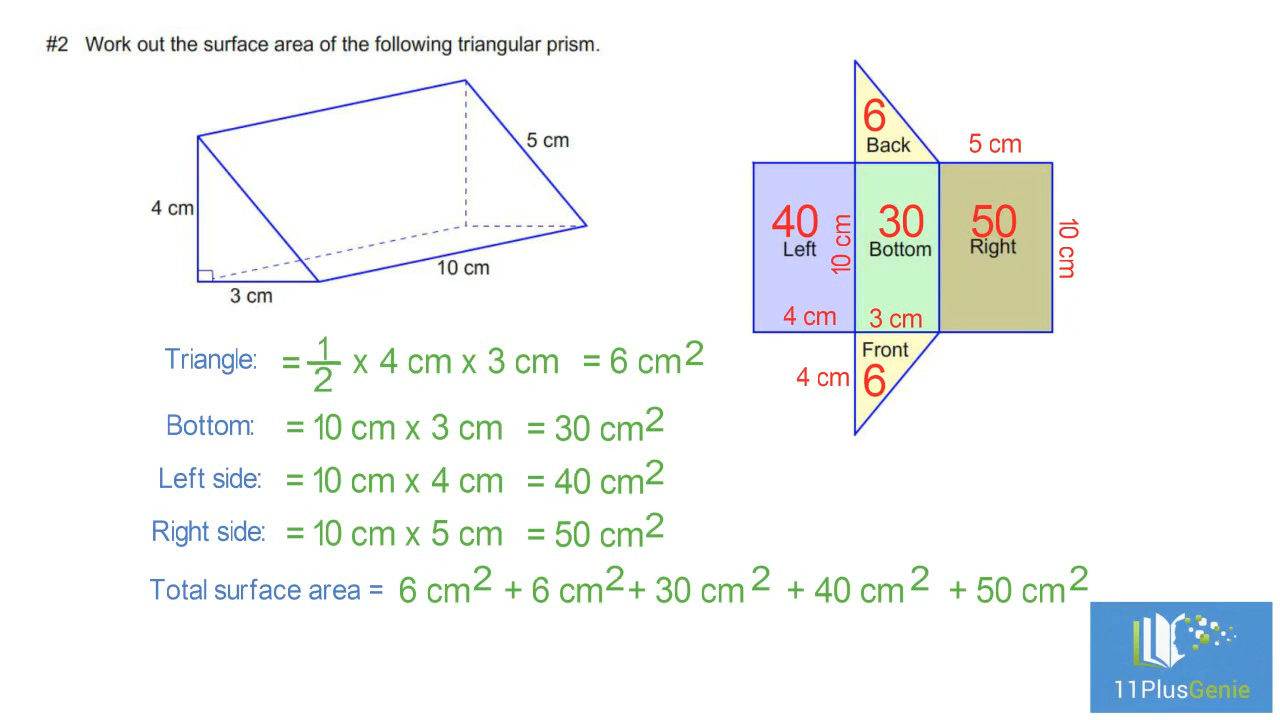 #2 Work out the surface area of the following triangular prism.
5 cm
4 cm
10 cm
3 cm
6
Back
5 cm
40
30
50
Left
10 cm
Bottom
Right
10 cm
4 cm
3 cm
Front
4 cm
6
Triangle: = 1/2 x 4 cm x 3 cm = 6 cm²
Bottom: = 10 cm x 3 cm = 30 cm²
Left side: = 10 cm x 4 cm = 40 cm²
Right side: = 10 cm x 5 cm = 50 cm²
Total surface area = 6 cm² + 6 cm² + 30 cm² + 40 cm² + 50 cm²
11PlusGenie